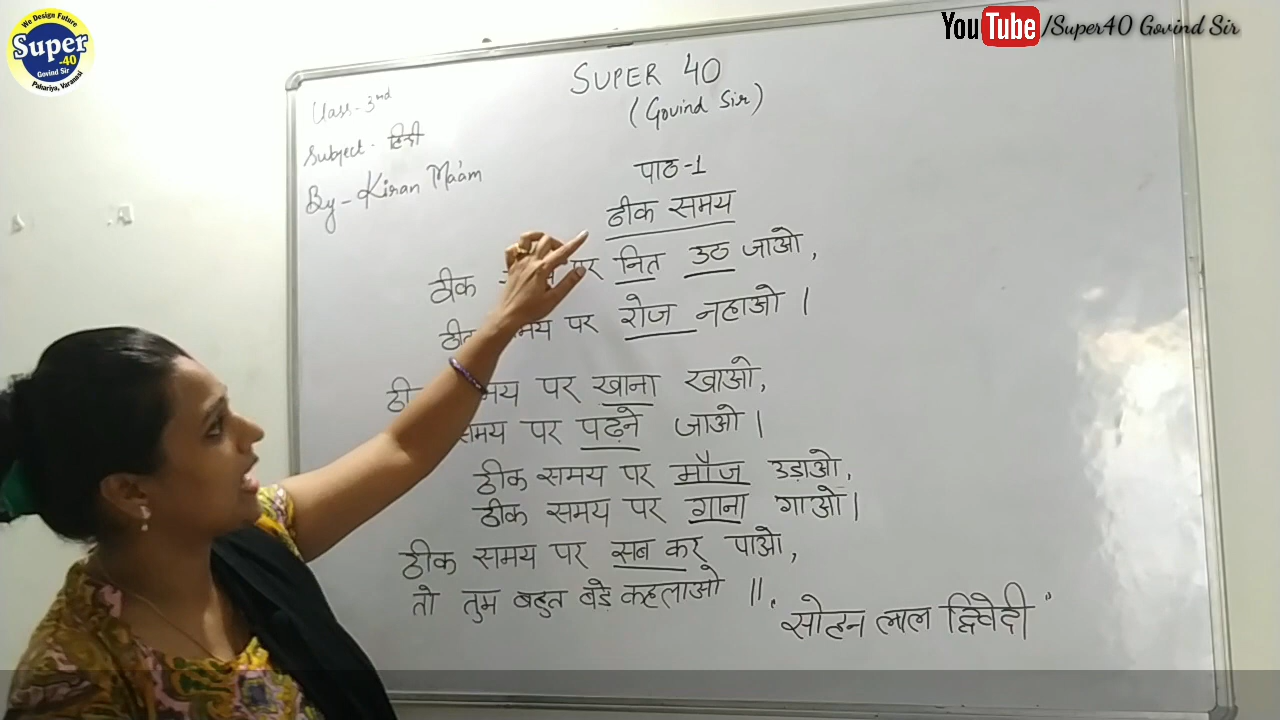 We Design Future
Super
.40
Govind Sir
Pahariya, Varanasi
YouTube/Super40 Govind Sir
SUPER 40
(Govind Sir)
Class - 3rd
Subject - हिन्दी
By - Kiran Ma'am
पाठ-1
ठीक समय
ठीक पर नित उठ जाओ,
समय पर रोज नहाओ।
पर खाना खाओ,
समय पर पढ़ने जाओ।
ठीक समय पर मौज उड़ाओ,
ठीक समय पर गाना गाओ।
ठीक समय पर सब कर पाओ,
तो तुम बहुत बड़े कहलाओ ॥
"सोहन लाल द्विवेदी"